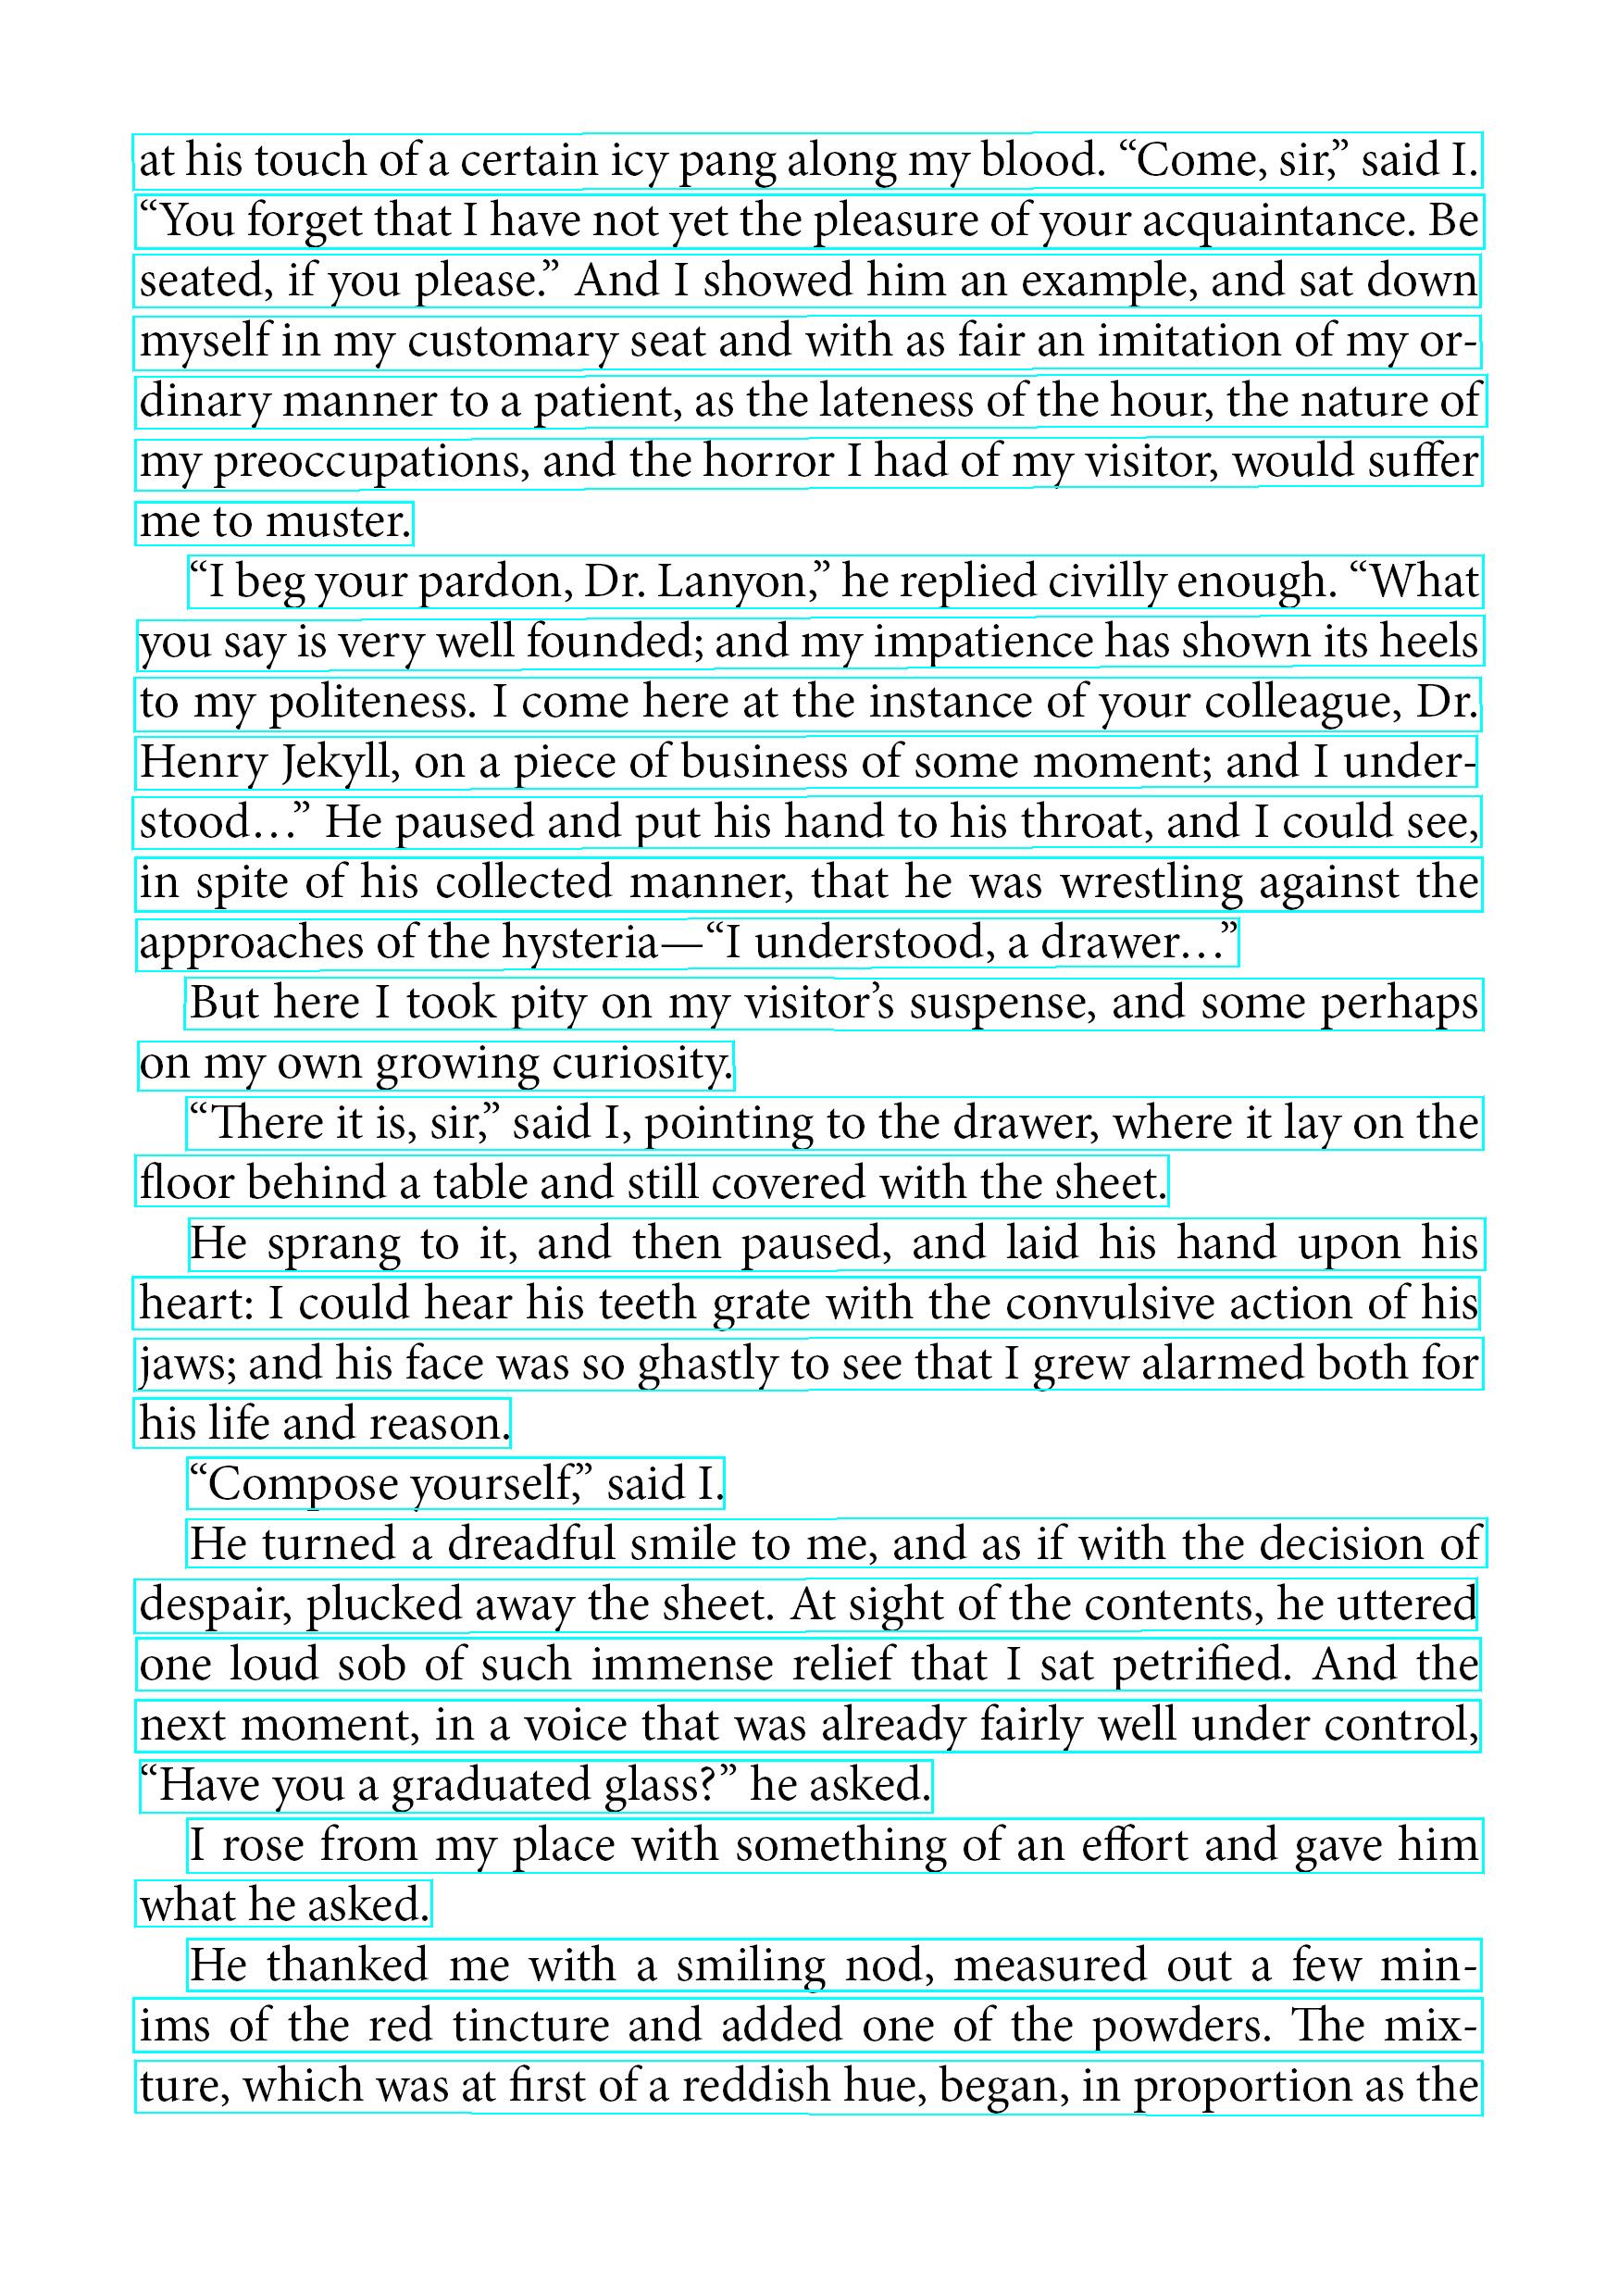 at his touch of a certain icy pang along my blood. “Come, sir,” said I.
“You forget that I have not yet the pleasure of your acquaintance. Be
seated, if you please.” And I showed him an example, and sat down
myself in my customary seat and with as fair an imitation of my or-
dinary manner to a patient, as the lateness of the hour, the nature of
my preoccupations, and the horror I had of my visitor, would suffer
me to muster.
“I beg your pardon, Dr. Lanyon,” he replied civilly enough. “What
you say is very well founded; and my impatience has shown its heels
to my politeness. I come here at the instance of your colleague, Dr.
Henry Jekyll, on a piece of business of some moment; and I under-
stood…” He paused and put his hand to his throat, and I could see,
in spite of his collected manner, that he was wrestling against the
approaches of the hysteria—“I understood, a drawer…”
But here I took pity on my visitor’s suspense, and some perhaps
on my own growing curiosity.
“There it is, sir,” said I, pointing to the drawer, where it lay on the
floor behind a table and still covered with the sheet.
He sprang to it, and then paused, and laid his hand upon his
heart: I could hear his teeth grate with the convulsive action of his
jaws; and his face was so ghastly to see that I grew alarmed both for
his life and reason.
“Compose yourself,” said I.
He turned a dreadful smile to me, and as if with the decision of
despair, plucked away the sheet. At sight of the contents, he uttered
one loud sob of such immense relief that I sat petrified. And the
next moment, in a voice that was already fairly well under control,
“Have you a graduated glass?” he asked.
I rose from my place with something of an effort and gave him
what he asked.
He thanked me with a smiling nod, measured out a few min-
ims of the red tincture and added one of the powders. The mix-
ture, which was at first of a reddish hue, began, in proportion as the